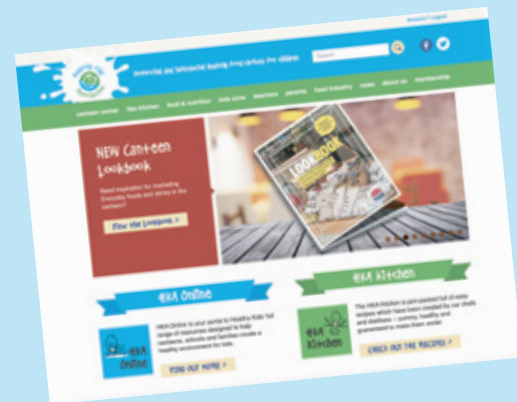 Account | Logout
Promoting and Influencing healthy food choices for children
Search
canteen corner HKA kitchen food & nutrition kids zone teachers parents food industry news about us membership
NEW Canteen
Lookbook
Need inspiration for marketing
Everyday foods and drinks in the
canteen?
View the Lookbook >
LOOKBOOK
HKA Online
HKA
Online
HKA Online is your portal to Healthy Kids' full
range of resources designed to help
canteens, schools and families create a
healthy environment for kids.
FIND OUT MORE >
HKA Kitchen
HKA
Kitchen
The HKA Kitchen is jam-packed full of easy
recipes which have been created by our chefs
and dietitians – yummy, healthy and
guaranteed to make them smile!
CHECK OUT THE RECIPES >